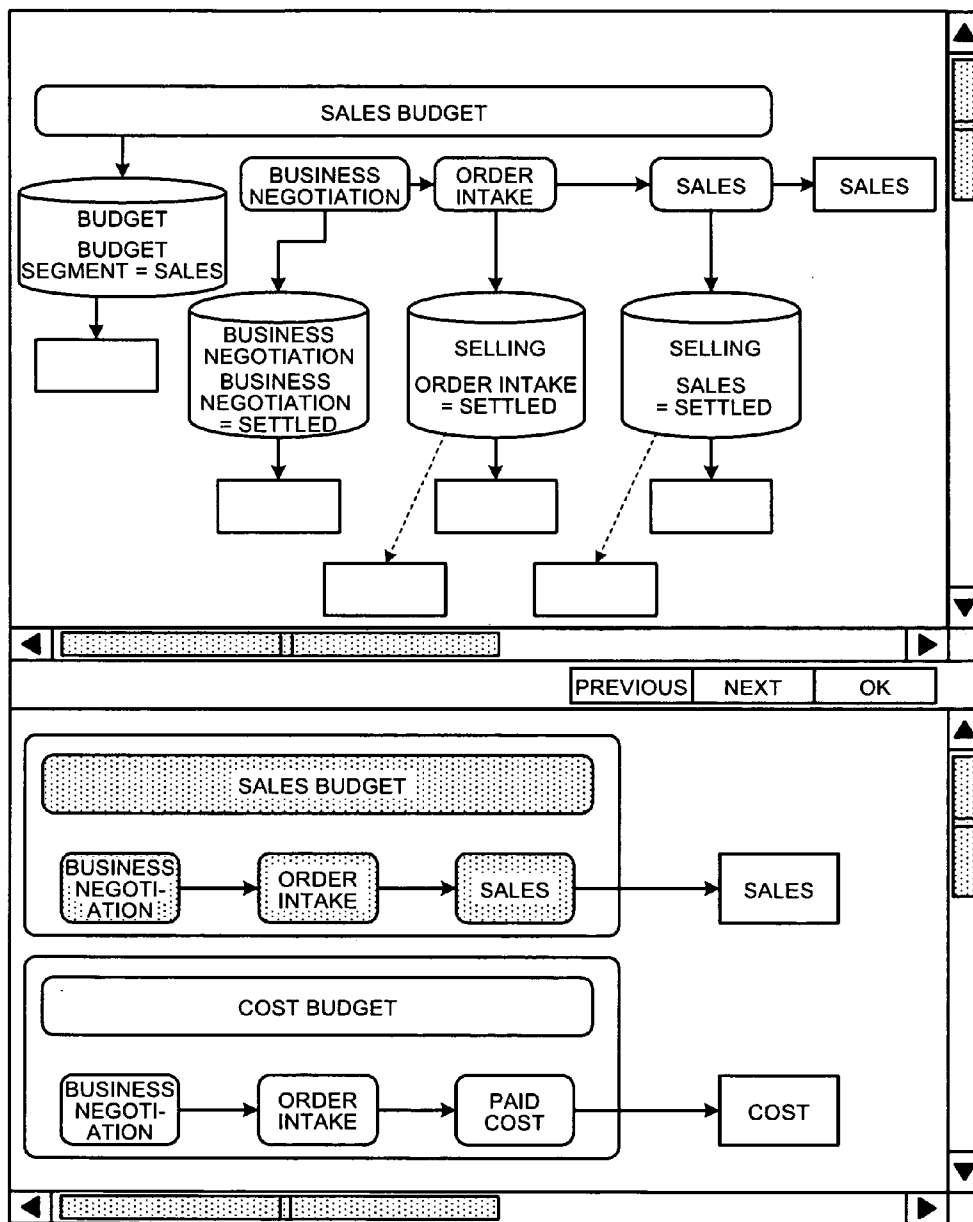 SALES BUDGET
BUSINESS
NEGOTIATION
ORDER
INTAKE
SALES
SALES
BUDGET
BUDGET
SEGMENT = SALES
BUSINESS
NEGOTIATION
BUSINESS
NEGOTIATION
= SETTLED
SELLING
ORDER INTAKE
= SETTLED
SELLING
SALES
= SETTLED
PREVIOUS
NEXT
OK
SALES BUDGET
BUSINESS
NEGOTI-
ATION
ORDER
INTAKE
SALES
SALES
COST BUDGET
BUSINESS
NEGOTI-
ATION
ORDER
INTAKE
PAID
COST
COST